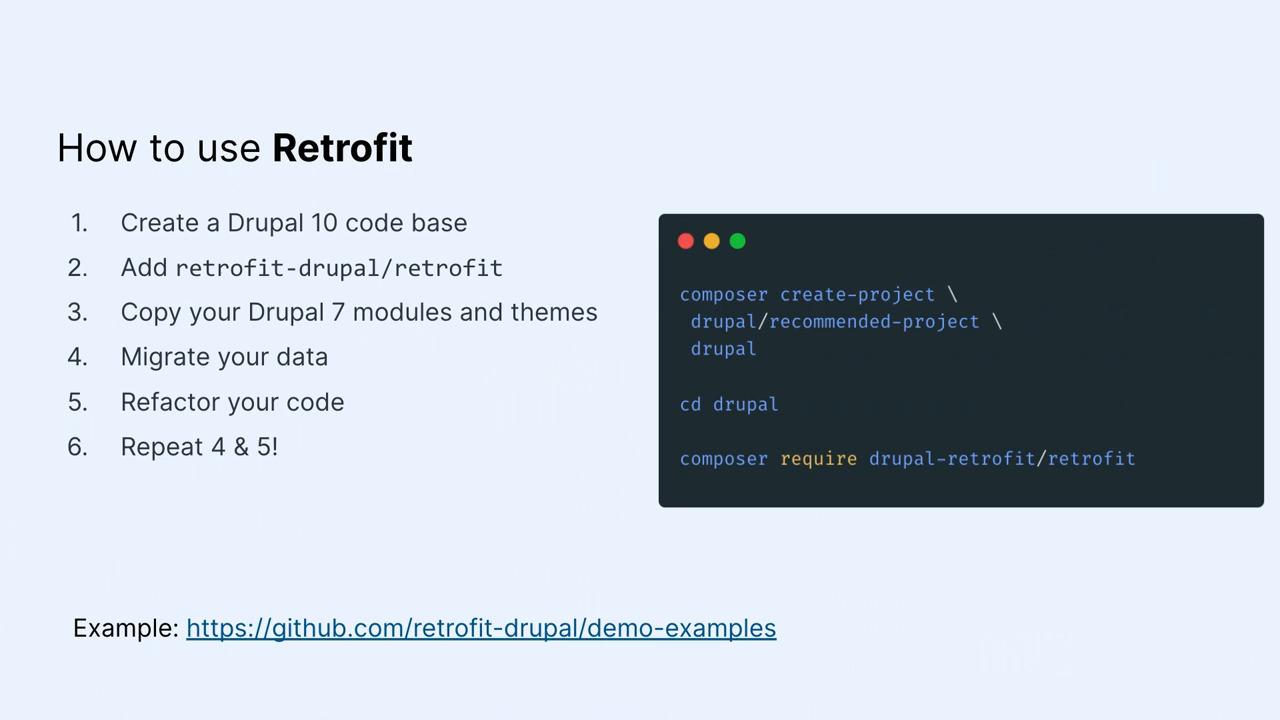 How to use Retrofit
1. Create a Drupal 10 code base
2. Add retrofit-drupal/retrofit
3. Copy your Drupal 7 modules and themes
4. Migrate your data
5. Refactor your code
6. Repeat 4 & 5!
composer create-project \
drupal/recommended-project \
drupal
cd drupal
composer require drupal-retrofit/retrofit
Example: https://github.com/retrofit-drupal/demo-examples